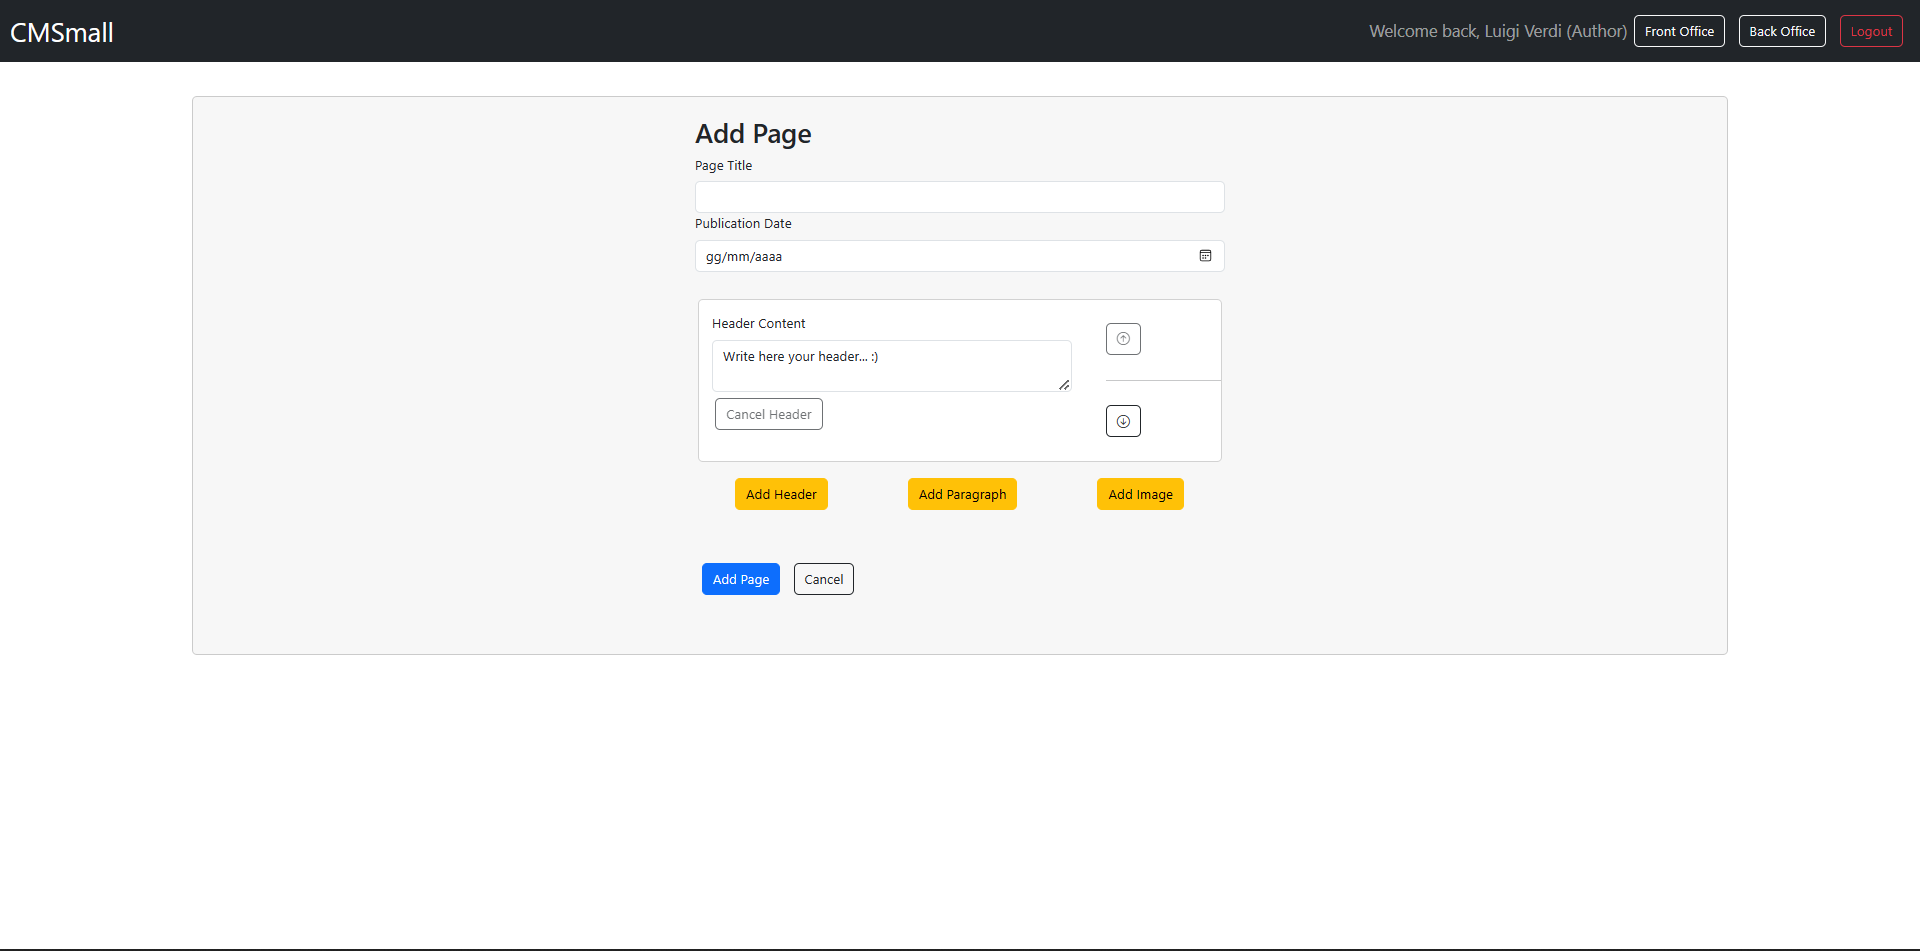 CMSmall
Welcome back, Luigi Verdi (Author) Front Office Back Office Logout
Add Page
Page Title
Publication Date
gg/mm/aaaa
Header Content
Write here your header... :)
Cancel Header
Add Header Add Paragraph Add Image
Add Page Cancel